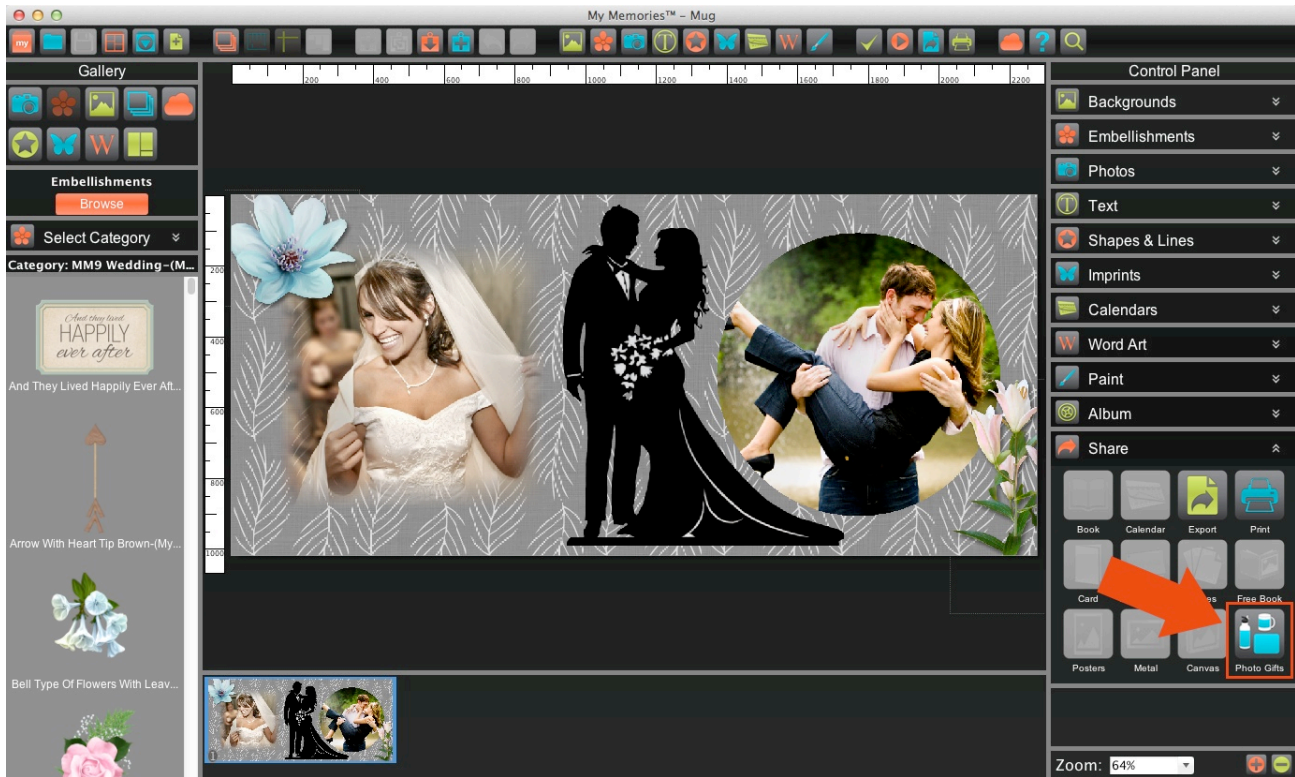 My Memories™ – Mug
my
T
W
?
Gallery
W
Embellishments
Browse
Select Category
Category: MM9 Wedding-(M...
And they lived
HAPPILY
ever after
And They Lived Happily Ever Aft...
Arrow With Heart Tip Brown-(My...
Bell Type Of Flowers With Leav...
200
400
600
800
1000
1200
1400
1600
1800
2000
2200
200
400
600
800
1000
1
Control Panel
Backgrounds
Embellishments
Photos
T
Text
Shapes & Lines
Imprints
Calendars
W
Word Art
Paint
Album
Share
Book
Calendar
Export
Print
Card
Free Book
Posters
Metal
Canvas
Photo Gifts
Zoom: 64%